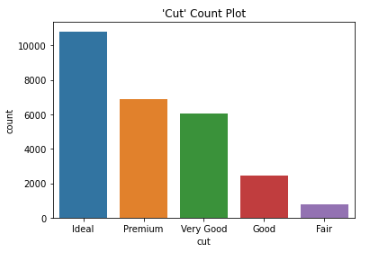 'Cut' Count Plot
10000
8000
6000
4000
2000
0
count
Ideal Premium Very Good Good Fair
cut